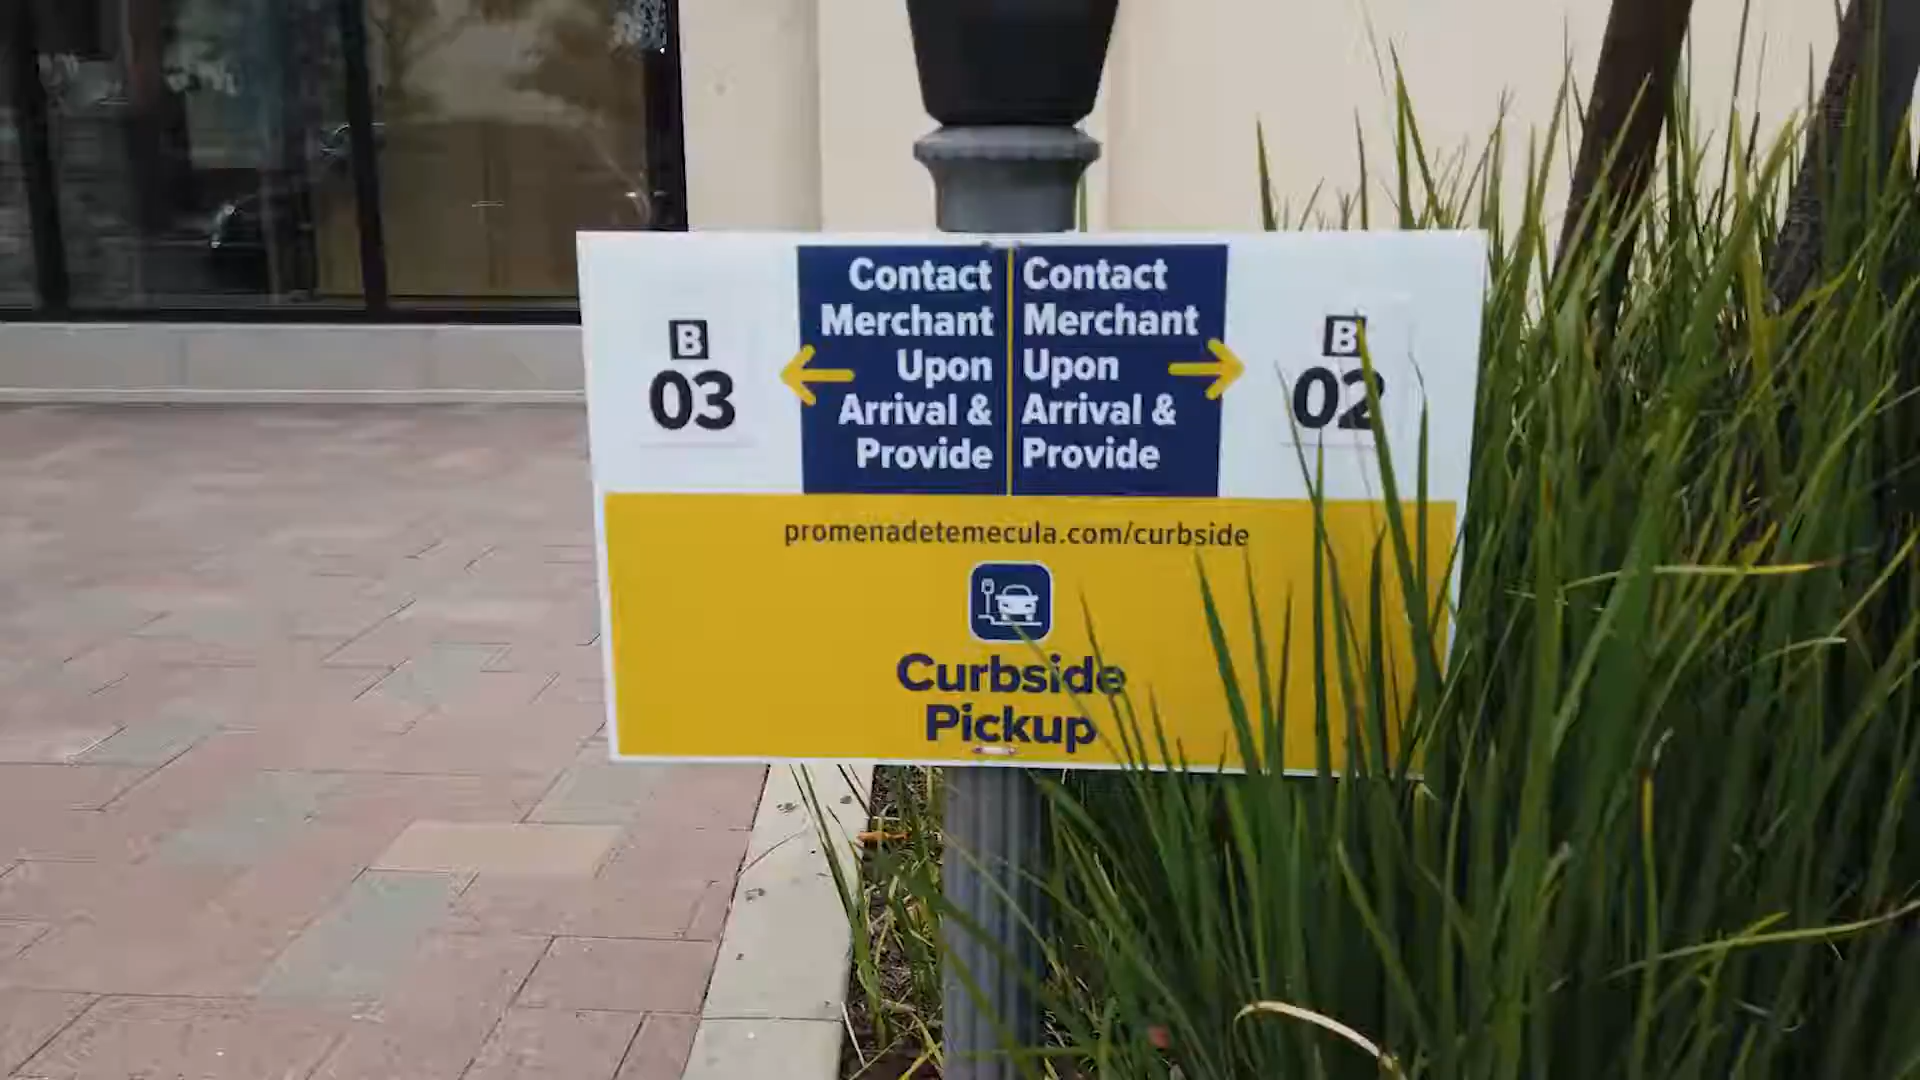 B
03
Contact
Merchant
Upon
Arrival &
Provide
Contact
Merchant
Upon
Arrival &
Provide
B
02
promenadetemecula.com/curbside
Curbside
Pickup